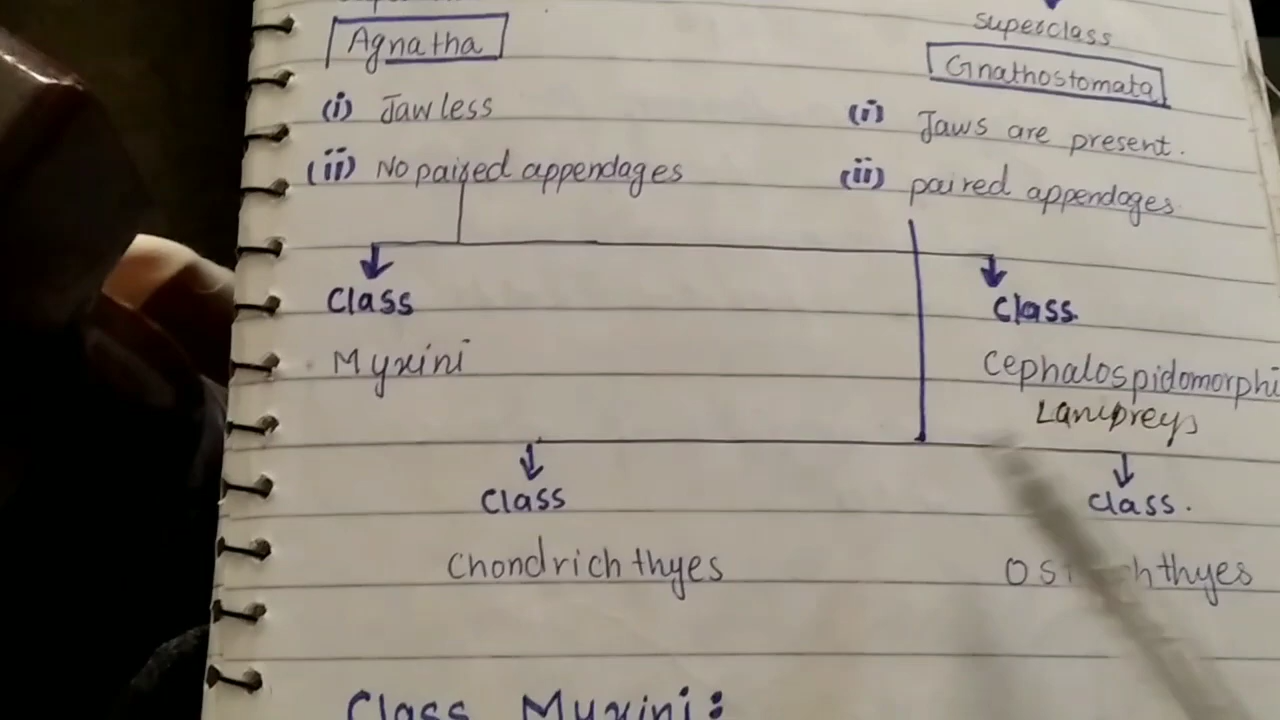 superclass
Agnatha
Gnathostomata
(i) Jawless
(i) Jaws are present.
(ii) No paired appendages
(ii) paired appendages
Class
Class.
Myxini
Cephalospidomorphi
Lampreys
Class
Class.
Chondrichthyes
Class Myxini: